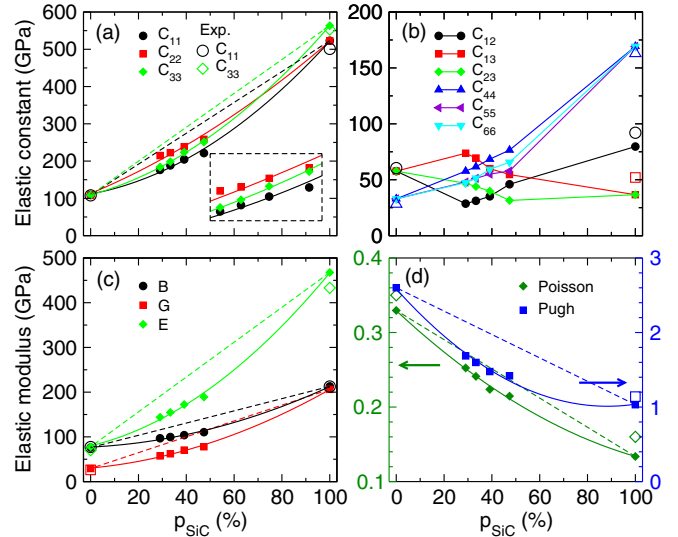 (a)
C11
C22
C33
Exp.
C11
C33
Elastic constant (GPa)
600
500
400
300
200
100
0
(b)
C12
C13
C23
C44
C55
C66
200
150
100
50
0
(c)
B
G
E
Elastic modulus (GPa)
500
400
300
200
100
0
0 20 40 60 80 100
pSiC (%)
(d)
Poisson
Pugh
0.4
0.3
0.2
0.1
3
2
1
0
0 20 40 60 80 100
pSiC (%)